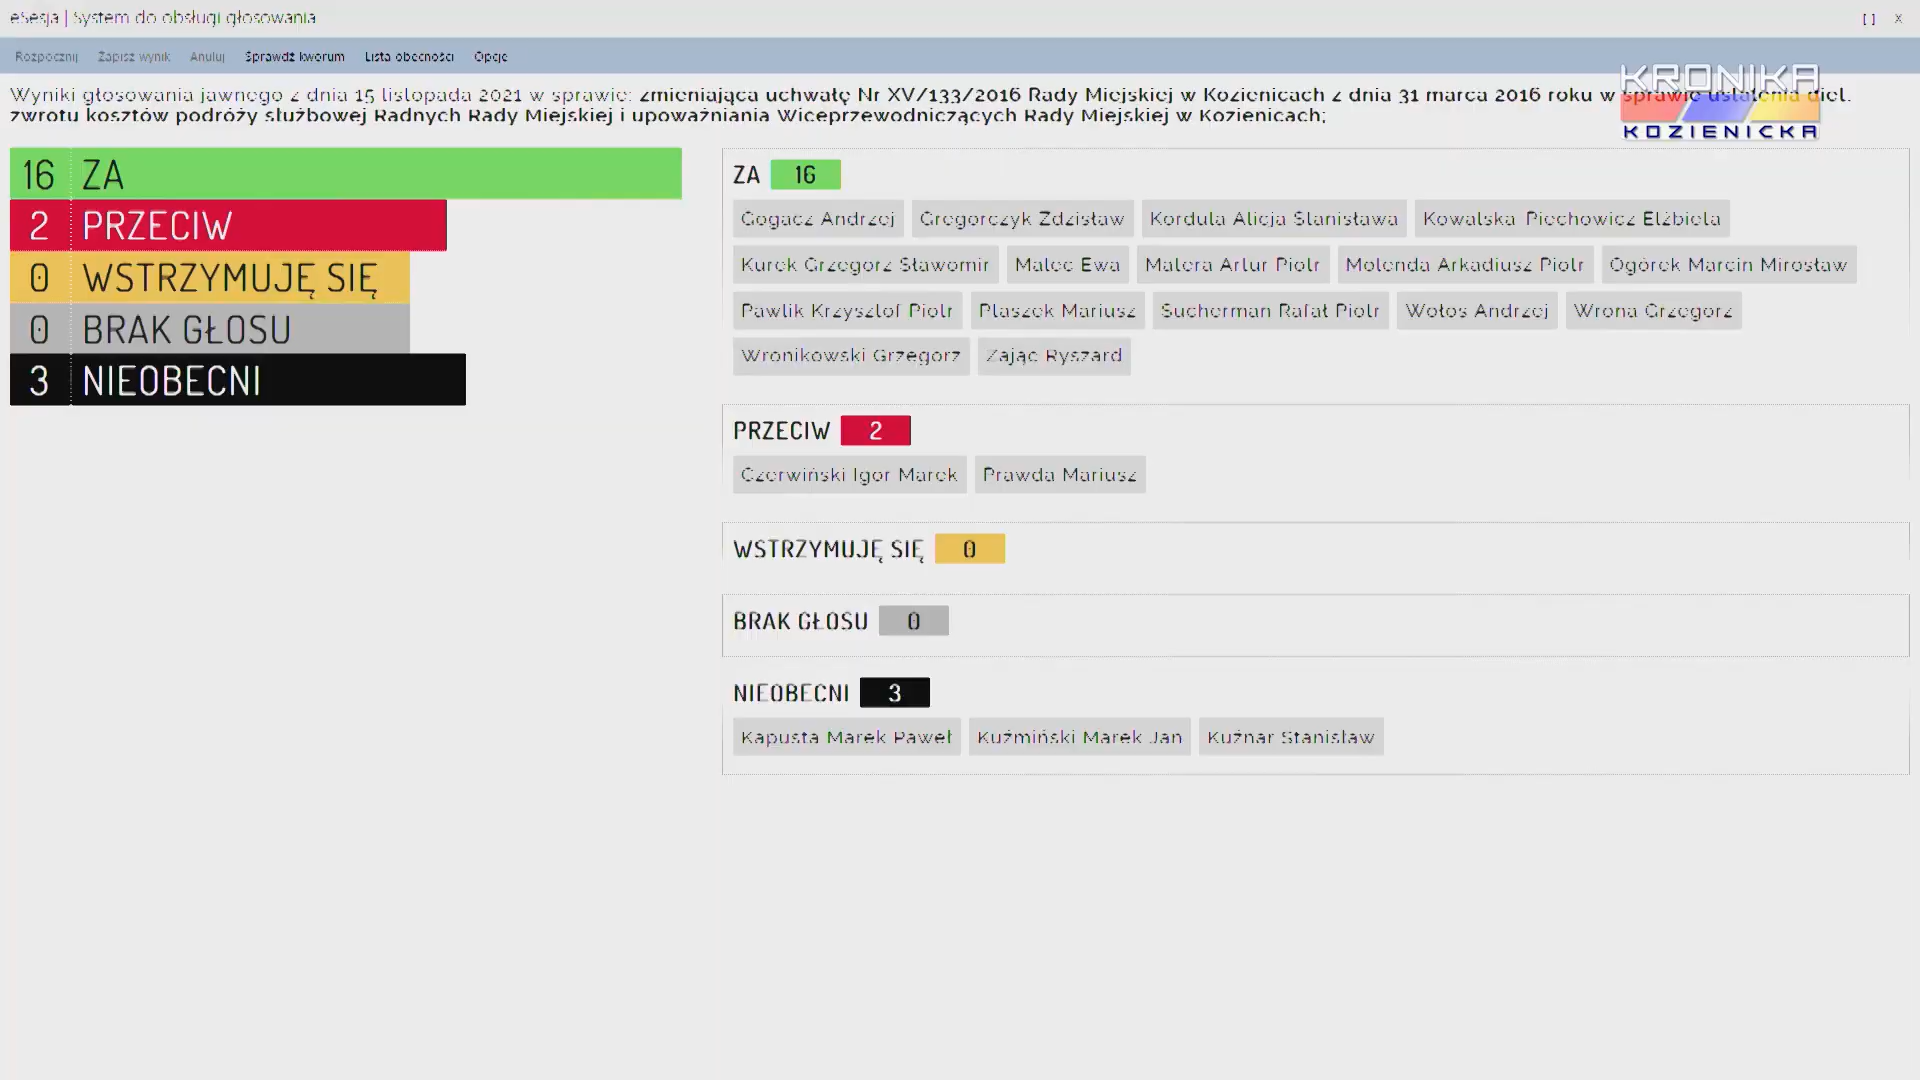 eSesja | System do obsługi głosowania
[ ] X
Rozpocznij Zapisz wynik Anuluj Sprawdź kworum Lista obecności Opcje
KRONIKA
KOZIENICKA
Wyniki głosowania jawnego z dnia 15 listopada 2021 w sprawie: zmieniająca uchwałę Nr XV/133/2016 Rady Miejskiej w Kozienicach z dnia 31 marca 2016 roku w sprawie ustalenia diet,
zwrotu kosztów podróży służbowej Radnych Rady Miejskiej i upoważniania Wiceprzewodniczących Rady Miejskiej w Kozienicach;
16 ZA
2 PRZECIW
0 WSTRZYMUJĘ SIĘ
0 BRAK GŁOSU
3 NIEOBECNI
ZA 16
Gogacz Andrzej Gregorczyk Zdzisław Kordula Alicja Stanisława Kowalska-Piechowicz Elżbieta
Kurek Grzegorz Sławomir Malec Ewa Matera Artur Piotr Molenda Arkadiusz Piotr Ogórek Marcin Mirosław
Pawlik Krzysztof Piotr Ptaszek Mariusz Sucherman Rafał Piotr Wołos Andrzej Wrona Grzegorz
Wronikowski Grzegorz Zając Ryszard
PRZECIW 2
Czerwiński Igor Marek Prawda Mariusz
WSTRZYMUJĘ SIĘ 0
BRAK GŁOSU 0
NIEOBECNI 3
Kapusta Marek Paweł Kuźmiński Marek Jan Kuźnar Stanisław